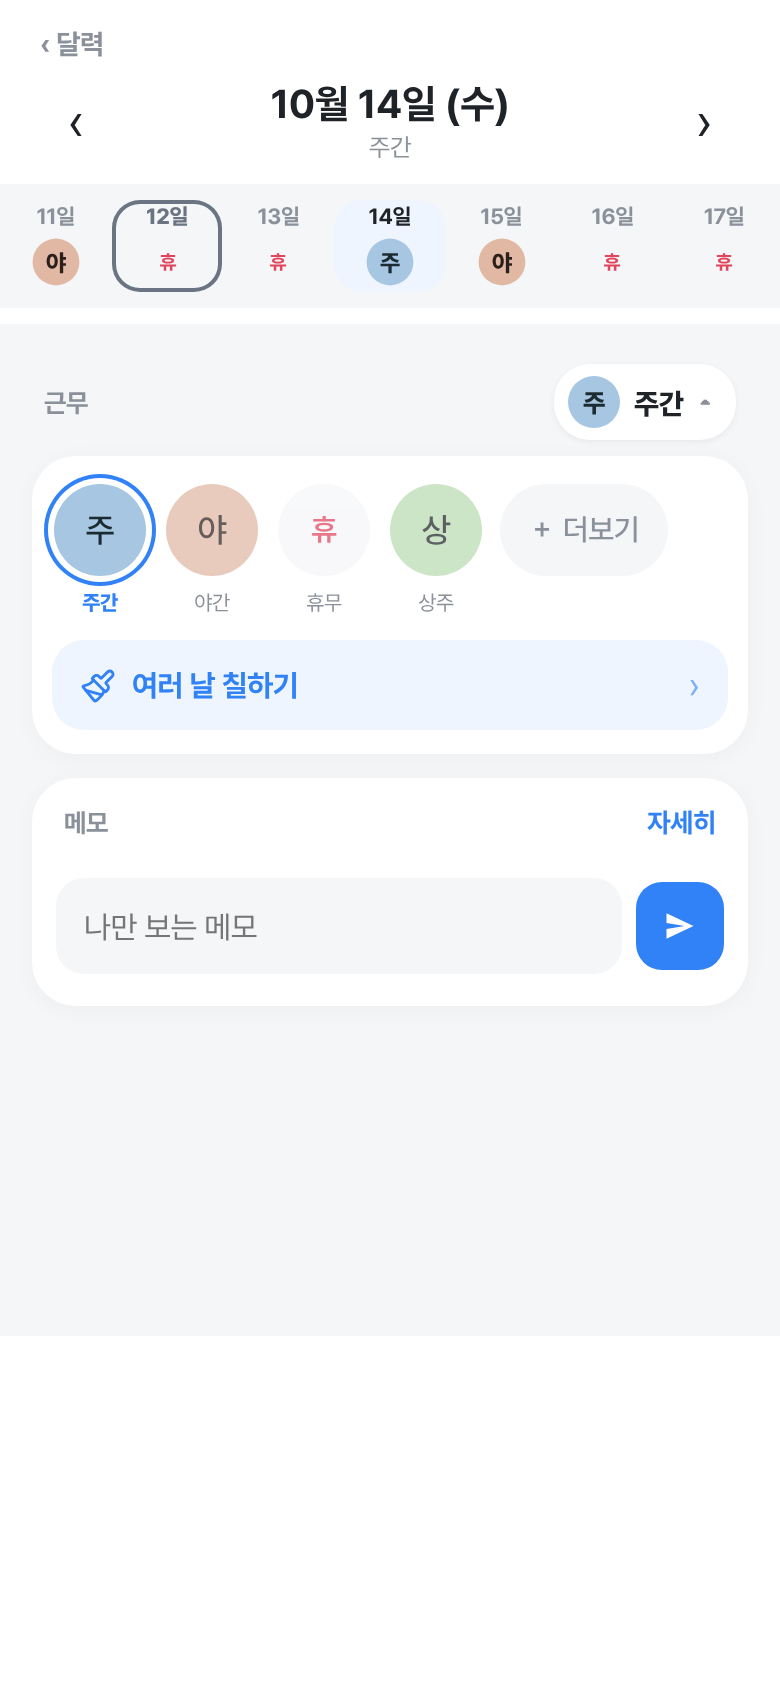 ‹ 달력
‹ 10월 14일 (수) ›
주간
11일 12일 13일 14일 15일 16일 17일
야 휴 휴 주 야 휴 휴
근무 주 주간
주 야 휴 상 + 더보기
주간 야간 휴무 상주
여러 날 칠하기 ›
메모 자세히
나만 보는 메모